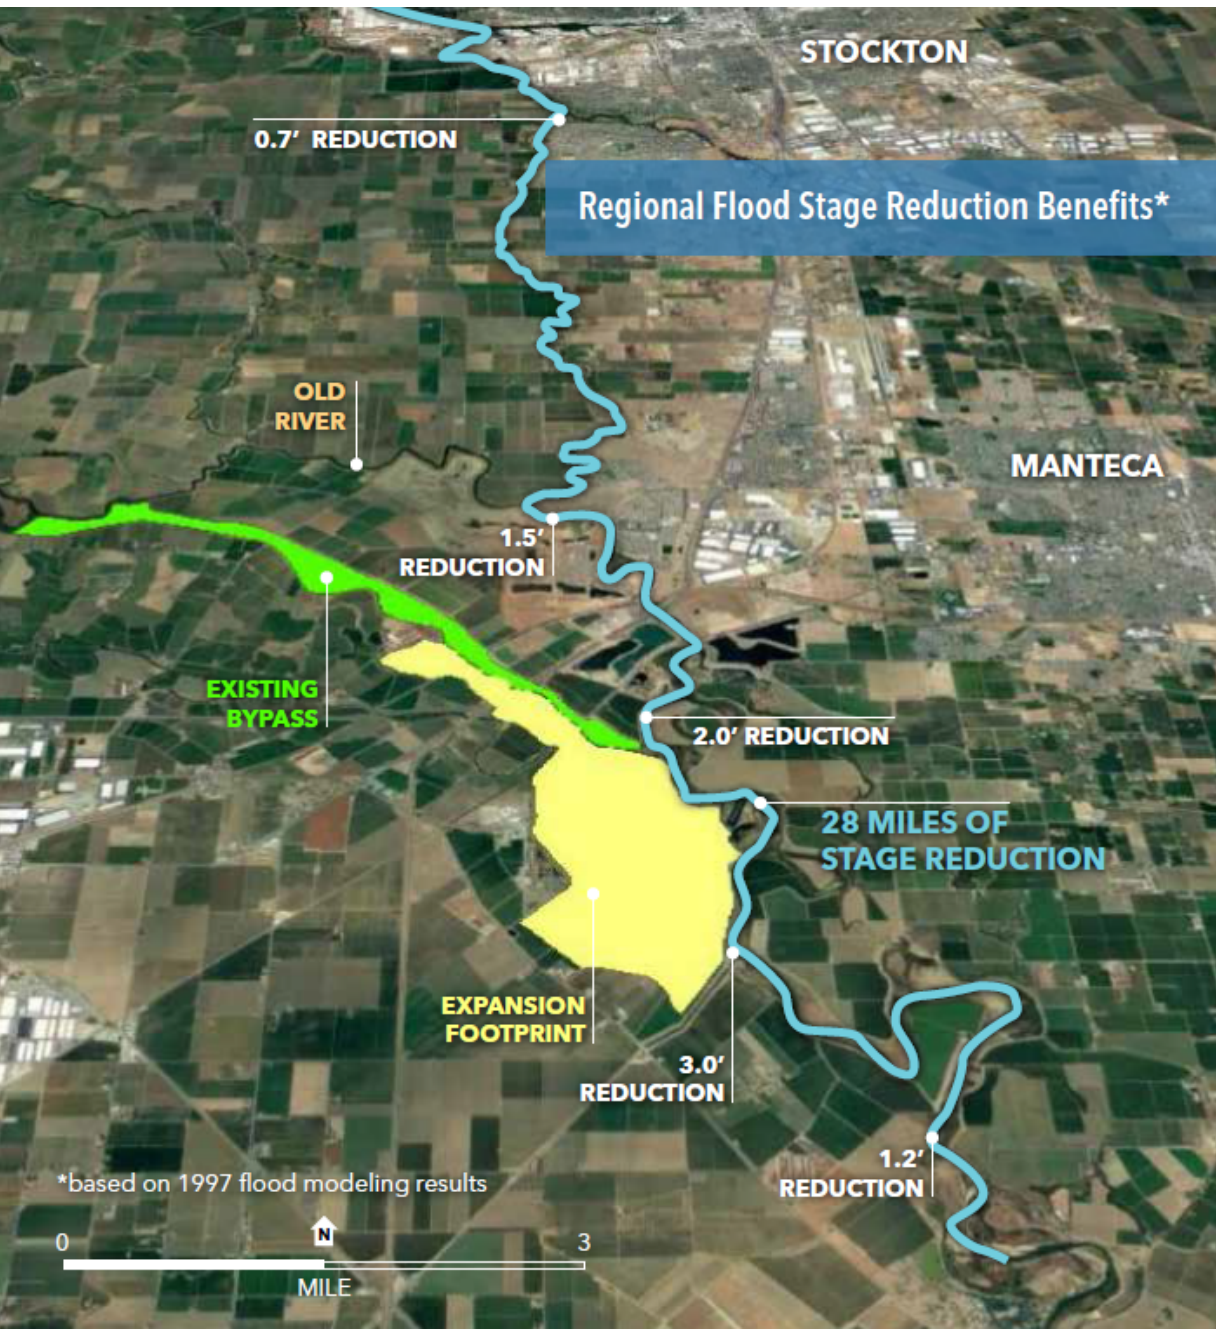 STOCKTON
0.7’ REDUCTION
Regional Flood Stage Reduction Benefits*
OLD
RIVER
MANTECA
1.5’
REDUCTION
EXISTING
BYPASS
2.0’ REDUCTION
28 MILES OF
STAGE REDUCTION
EXPANSION
FOOTPRINT
3.0’
REDUCTION
1.2’
REDUCTION
*based on 1997 flood modeling results
N
0 3
MILE